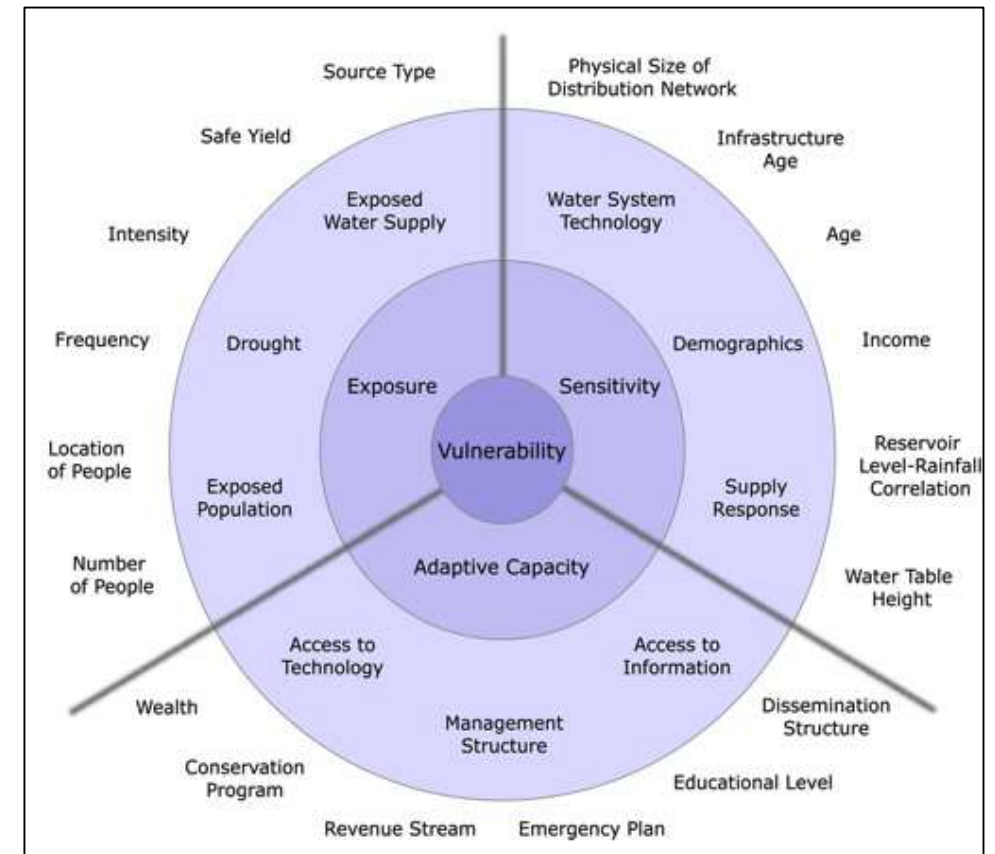 Source Type
Physical Size of
Distribution Network
Safe Yield
Infrastructure
Age
Exposed
Water Supply
Water System
Technology
Intensity
Age
Frequency
Drought
Demographics
Income
Exposure
Sensitivity
Vulnerability
Location
of People
Reservoir
Level-Rainfall
Correlation
Exposed
Population
Supply
Response
Number
of People
Adaptive Capacity
Water Table
Height
Access to
Technology
Access to
Information
Wealth
Dissemination
Structure
Management
Structure
Conservation
Program
Educational Level
Revenue Stream
Emergency Plan